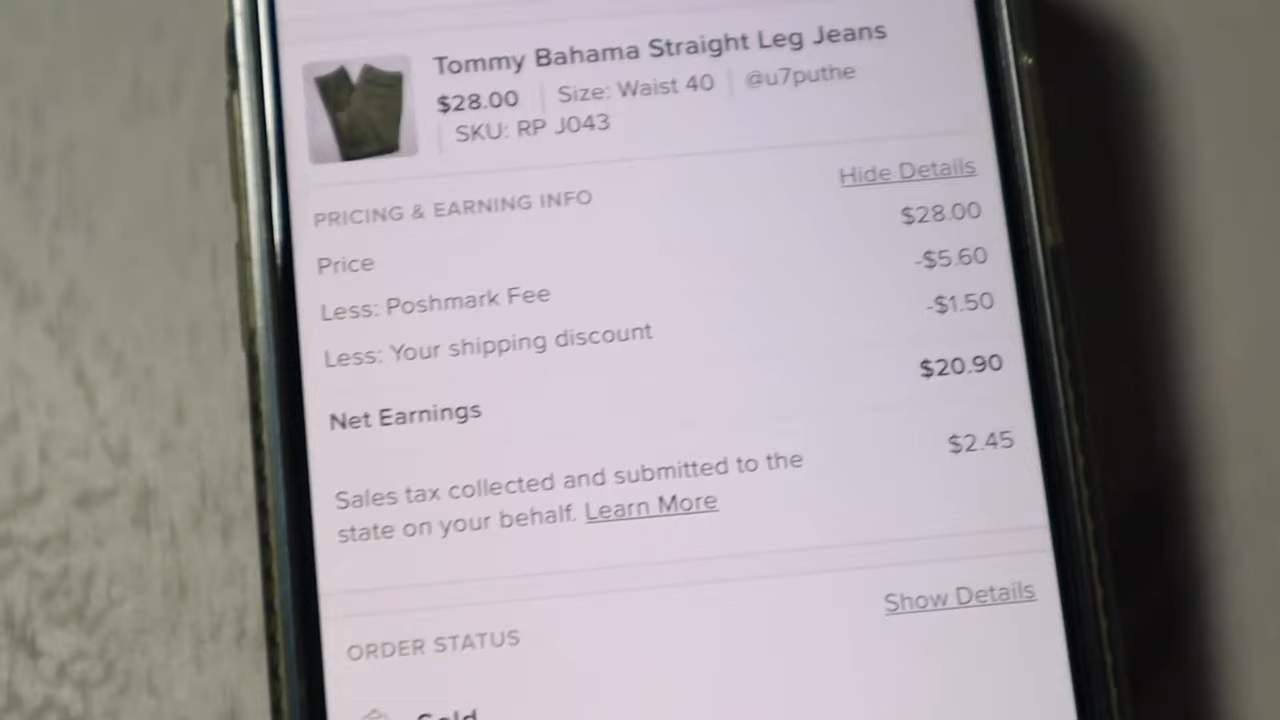 Tommy Bahama Straight Leg Jeans
$28.00 | Size: Waist 40 | @u7puthe
| SKU: RP J043
PRICING & EARNING INFO Hide Details
Price $28.00
Less: Poshmark Fee -$5.60
Less: Your shipping discount -$1.50
Net Earnings $20.90
Sales tax collected and submitted to the $2.45
state on your behalf. Learn More
ORDER STATUS Show Details
Sold